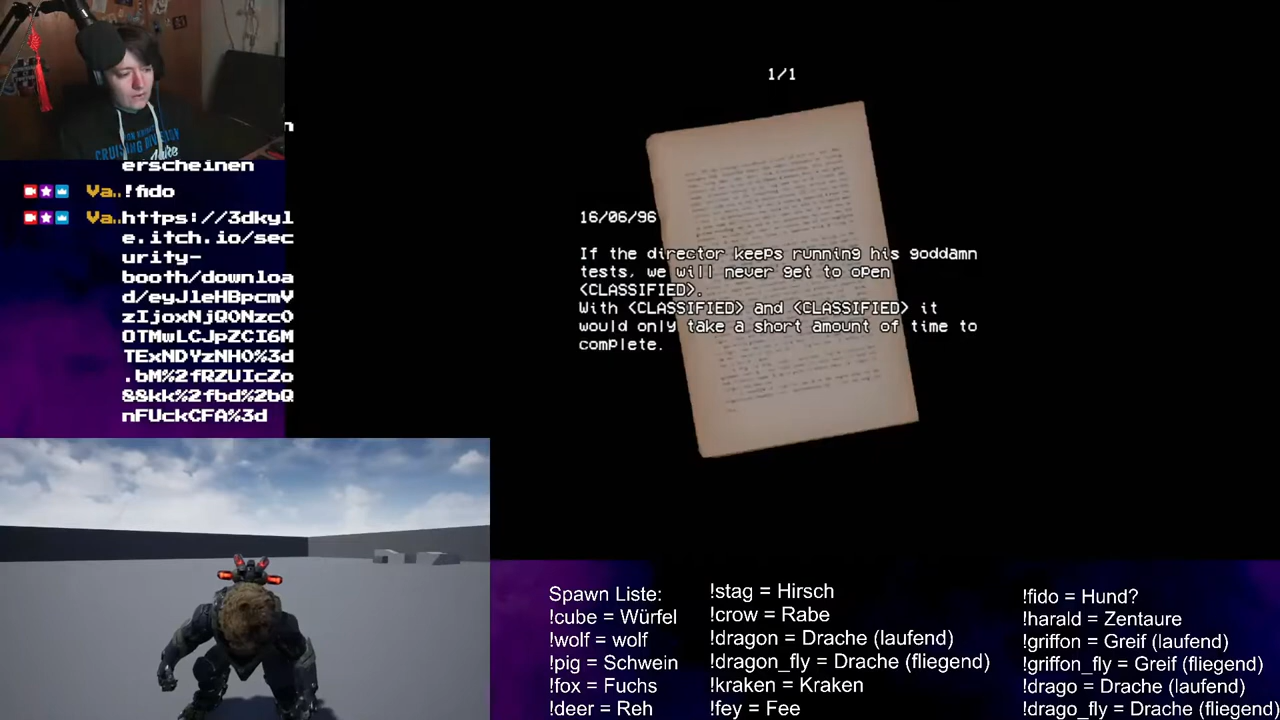 CRUISING DIVISION
n
erscheinen
Va..!fido
Va..https://3dkyl
e.itch.io/sec
urity-
booth/downloa
d/eyJleHBpcmV
zIjoxNjQ0Nzc0
OTMwLCJpZCI6M
TExNDYzNH0%3d
.bM%2fRZUIcZo
88kk%2fbd%2bQ
nFUckCFA%3d
1/1
16/06/96
If the director keeps running his goddamn
tests, we will never get to open
<CLASSIFIED>.
With <CLASSIFIED> and <CLASSIFIED> it
would only take a short amount of time to
complete.
Spawn Liste:
!cube = Würfel
!wolf = wolf
!pig = Schwein
!fox = Fuchs
!deer = Reh
!stag = Hirsch
!crow = Rabe
!dragon = Drache (laufend)
!dragon_fly = Drache (fliegend)
!kraken = Kraken
!fey = Fee
!fido = Hund?
!harald = Zentaure
!griffon = Greif (laufend)
!griffon_fly = Greif (fliegend)
!drago = Drache (laufend)
!drago_fly = Drache (fliegend)